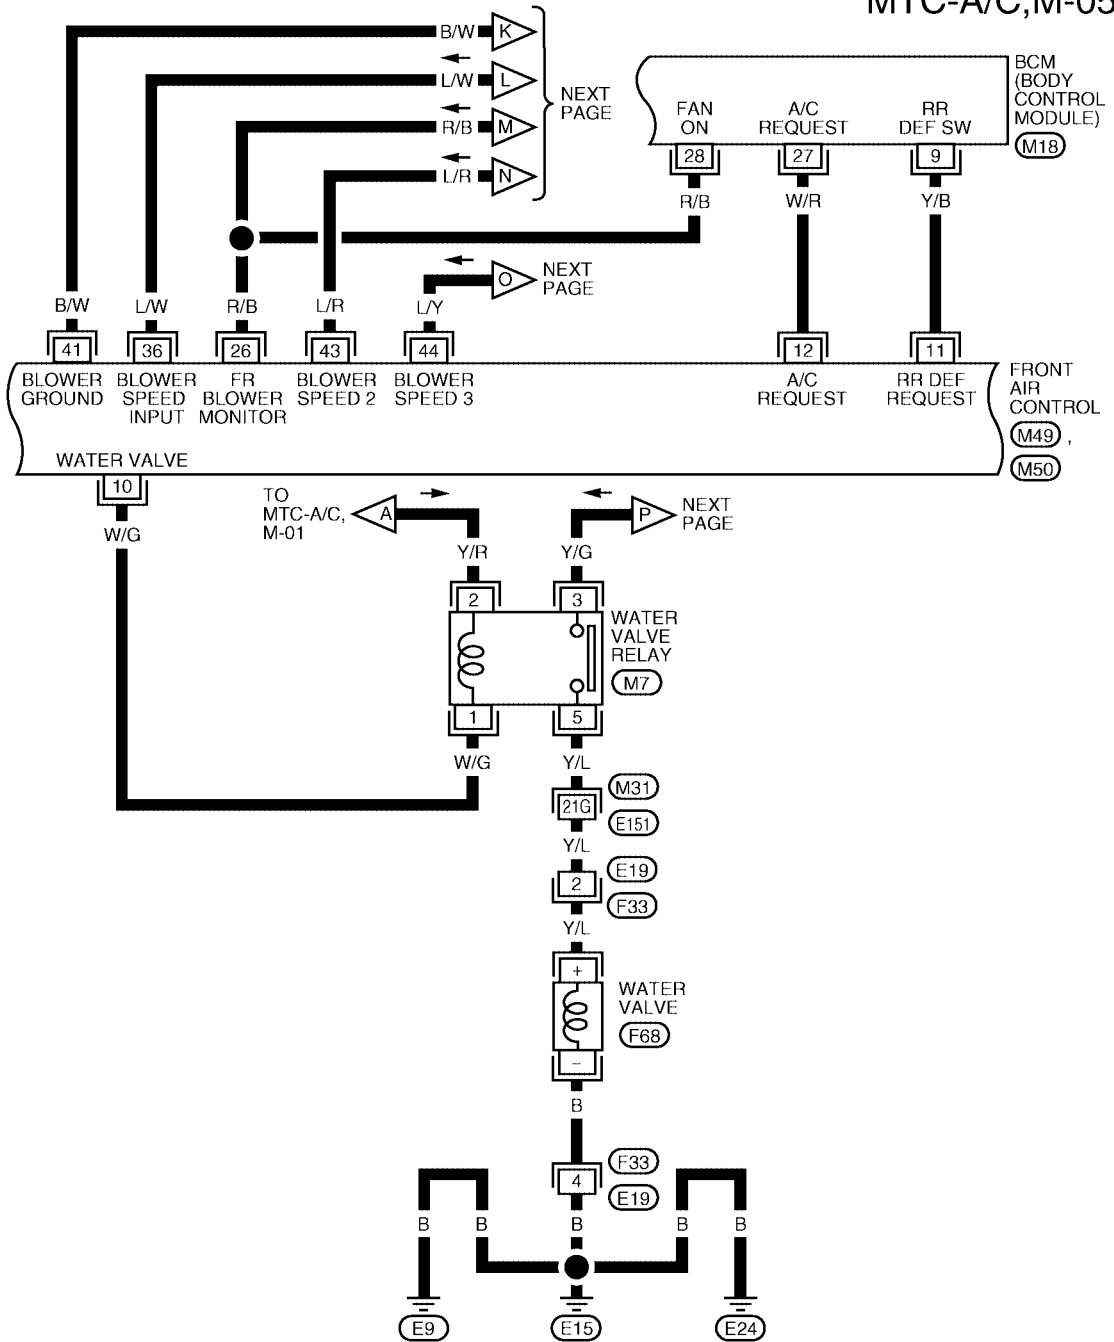 MTC-A/C,M-05
B/W K
L/W L
R/B M
L/R N
NEXT
PAGE
BCM
(BODY
CONTROL
MODULE)
M18
FAN
ON
A/C
REQUEST
RR
DEF SW
28
27
9
R/B
W/R
Y/B
O
NEXT
PAGE
B/W
L/W
R/B
L/R
L/Y
41
36
26
43
44
12
11
BLOWER
GROUND
BLOWER
SPEED
INPUT
FR
BLOWER
MONITOR
BLOWER
SPEED 2
BLOWER
SPEED 3
A/C
REQUEST
RR DEF
REQUEST
FRONT
AIR
CONTROL
M49 ,
M50
WATER VALVE
10
W/G
TO
MTC-A/C,
M-01
A
P
NEXT
PAGE
Y/R
Y/G
2
3
WATER
VALVE
RELAY
M7
1
5
W/G
Y/L
21G
M31
E151
Y/L
2
E19
F33
Y/L
+
WATER
VALVE
F68
-
B
4
F33
E19
B
B
B
B
B
E9
E15
E24